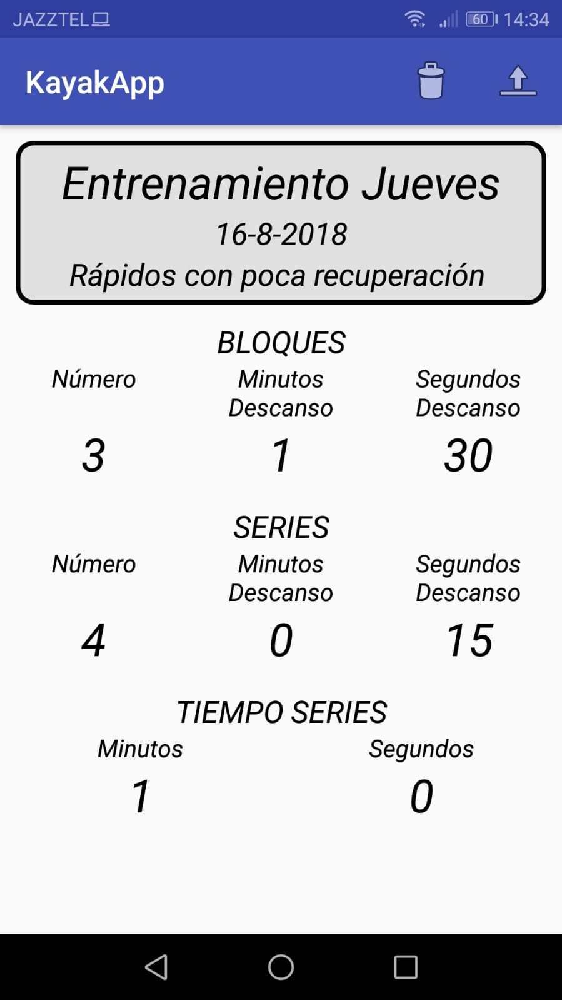 JAZZTEL 60 14:34
KayakApp
Entrenamiento Jueves
16-8-2018
Rápidos con poca recuperación
BLOQUES
Número Minutos Descanso Segundos Descanso
3 1 30
SERIES
Número Minutos Descanso Segundos Descanso
4 0 15
TIEMPO SERIES
Minutos Segundos
1 0